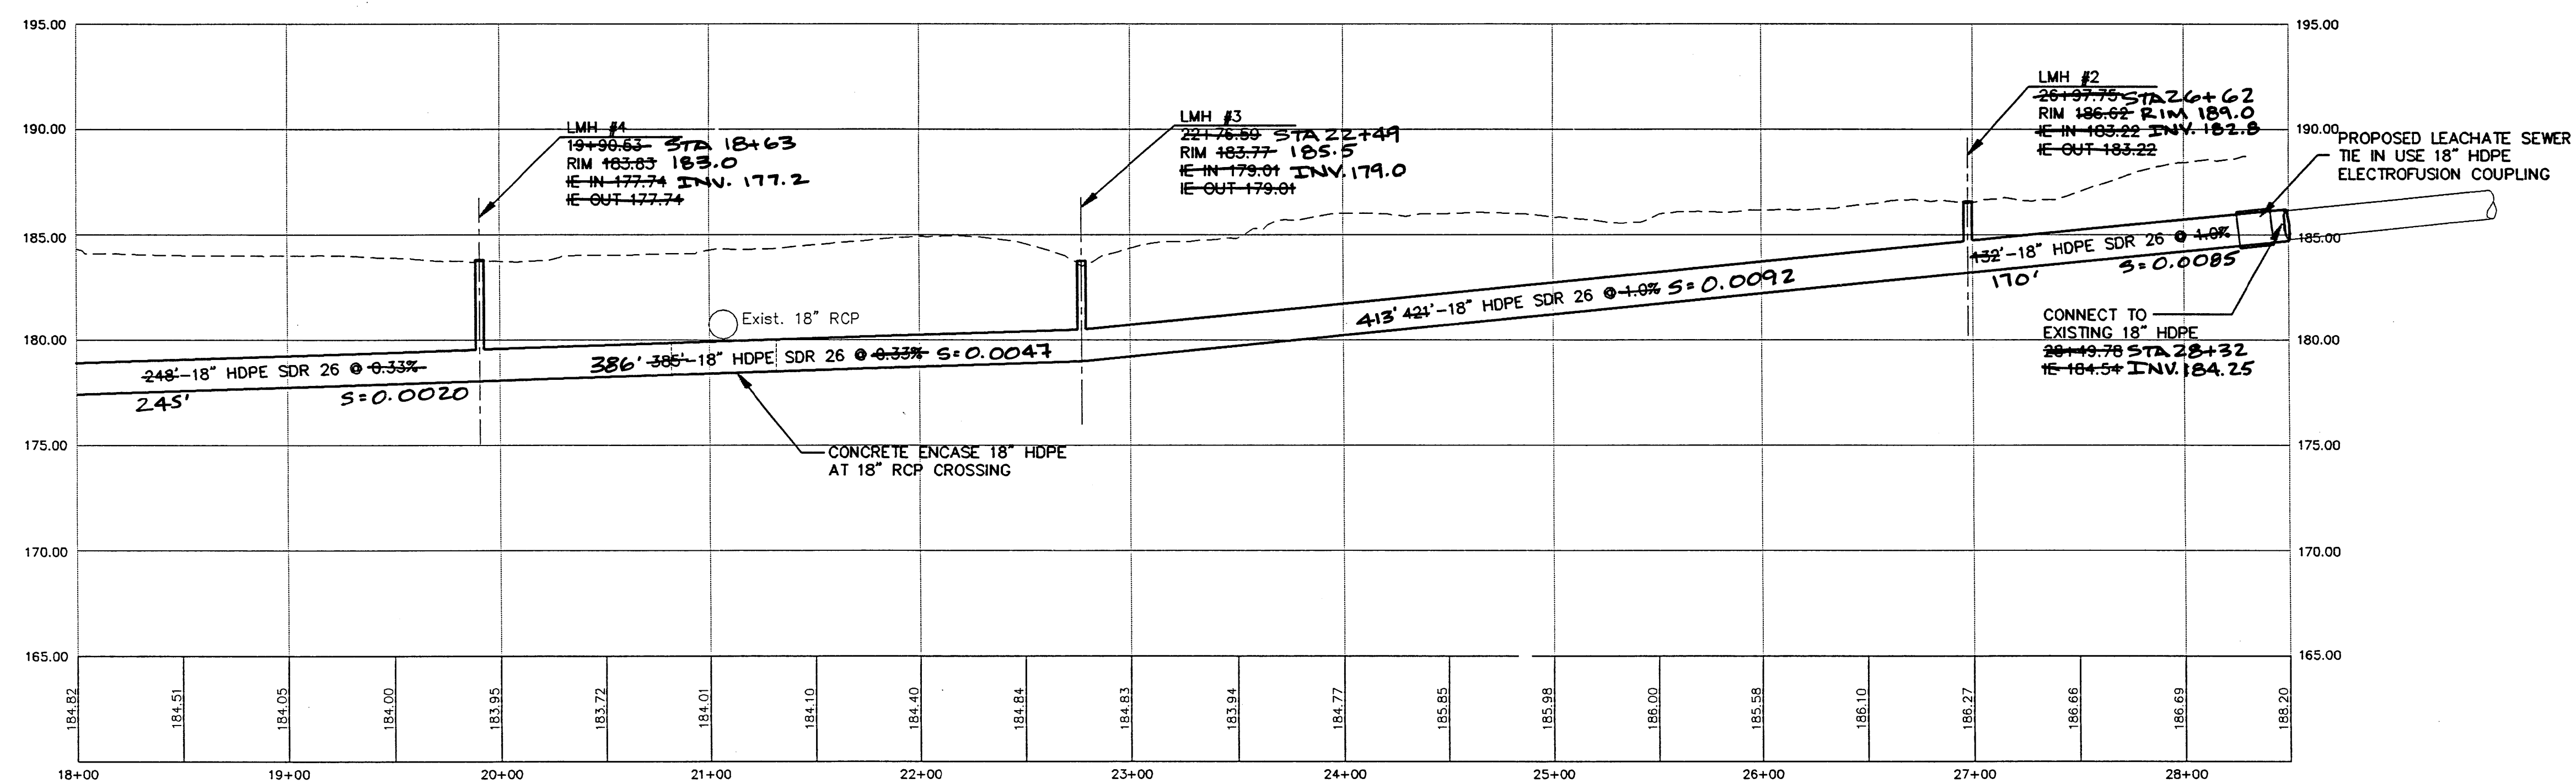 195.00
190.00
185.00
180.00
175.00
170.00
165.00
195.00
190.00
185.00
180.00
175.00
170.00
165.00
LMH #4
19+90.53 STA 18+63
RIM 183.83 183.0
IE IN 177.74 INV. 177.2
IE OUT 177.74
LMH #3
22+76.59 STA 22+49
RIM 183.77 185.5
IE IN 179.01 INV. 179.0
IE OUT 179.01
LMH #2
26+97.75 STA 26+62
RIM 186.62 RIM 189.0
IE IN 183.22 INV. 182.8
IE OUT 183.22
PROPOSED LEACHATE SEWER
TIE IN USE 18" HDPE
ELECTROFUSION COUPLING
Exist. 18" RCP
248'-18" HDPE SDR 26 @ 0.33%
245' S=0.0020
386' 385'-18" HDPE SDR 26 @ 0.33% S=0.0047
413' 421'-18" HDPE SDR 26 @ 1.0% S=0.0092
132'-18" HDPE SDR 26 @ 1.0%
170' S=0.0085
CONNECT TO
EXISTING 18" HDPE
28+49.78 STA 28+32
IE 184.54 INV. 184.25
CONCRETE ENCASE 18" HDPE
AT 18" RCP CROSSING
184.82
184.51
184.05
184.00
183.95
183.72
184.01
184.10
184.40
184.84
184.83
183.94
184.77
185.85
185.98
186.00
185.58
186.10
186.27
186.66
186.69
188.20
18+00
19+00
20+00
21+00
22+00
23+00
24+00
25+00
26+00
27+00
28+00